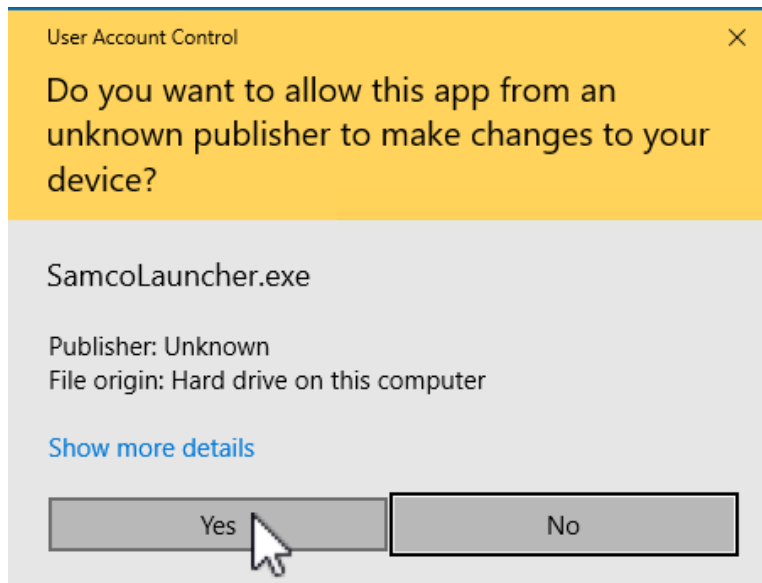 User Account Control
Do you want to allow this app from an
unknown publisher to make changes to your
device?
SamcoLauncher.exe
Publisher: Unknown
File origin: Hard drive on this computer
Show more details
Yes
No